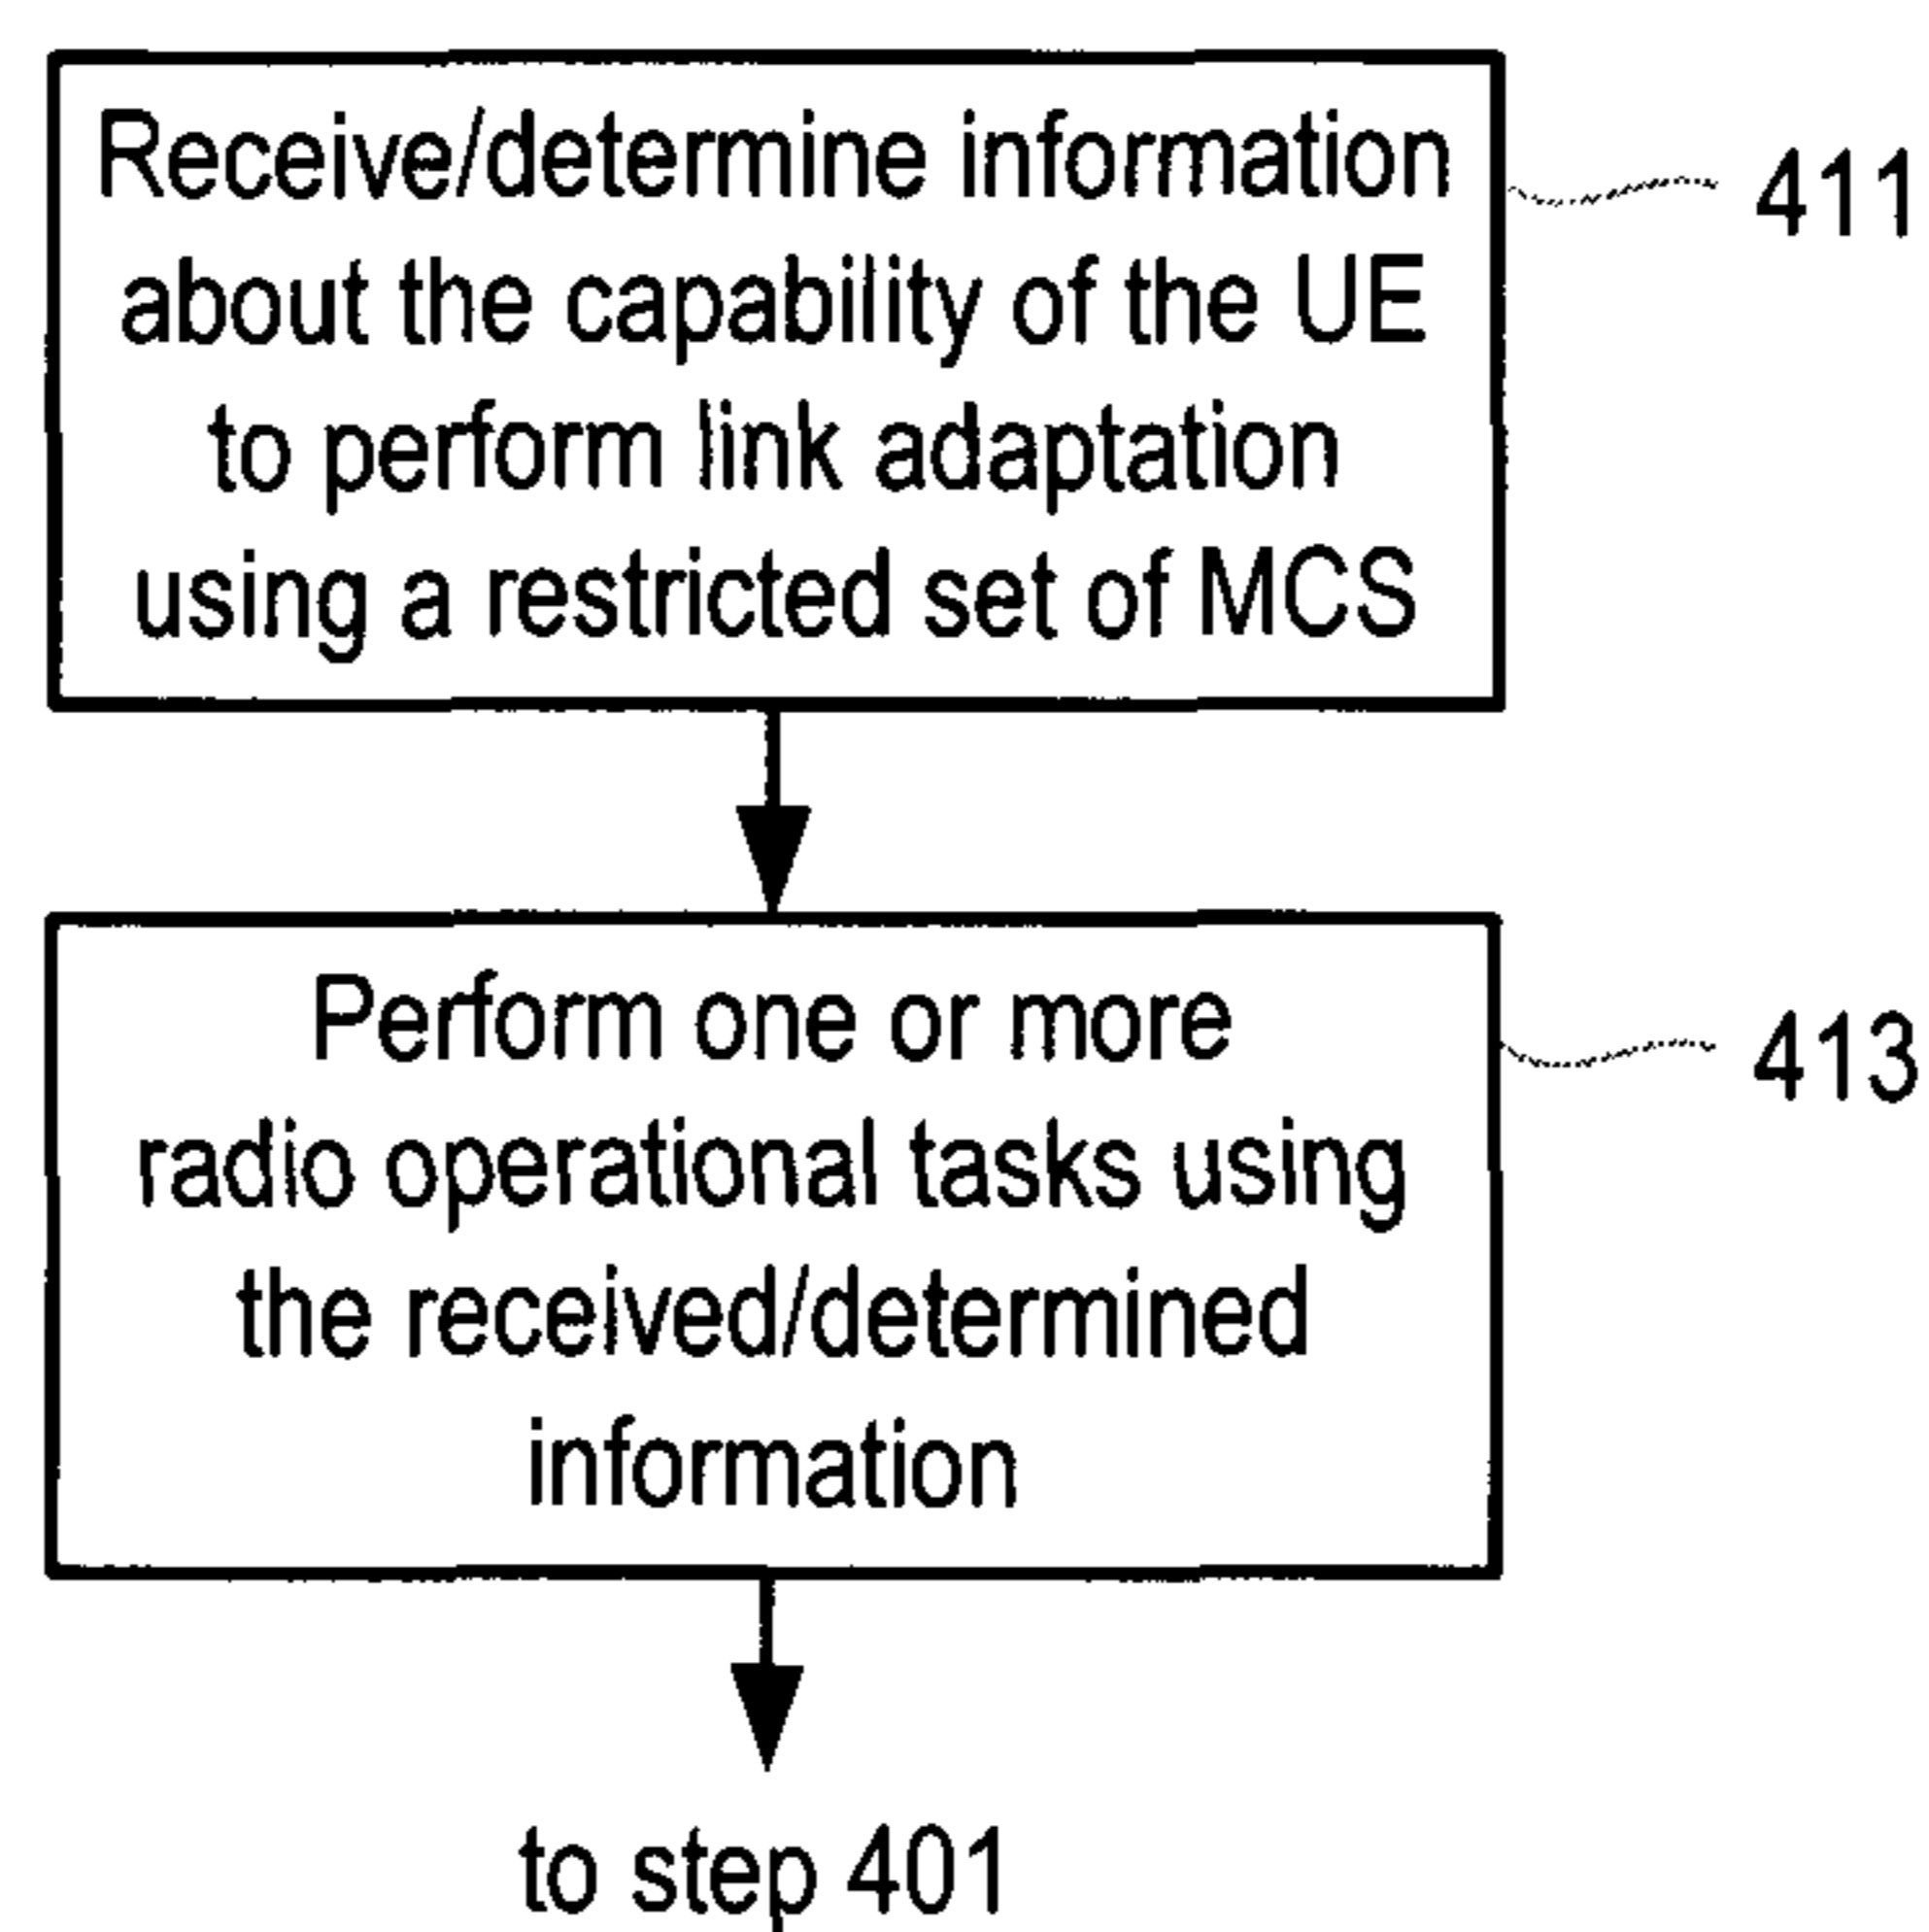 Receive/determine information
about the capability of the UE
to perform link adaptation
using a restricted set of MCS
411
Perform one or more
radio operational tasks using
the received/determined
information
413
to step 401